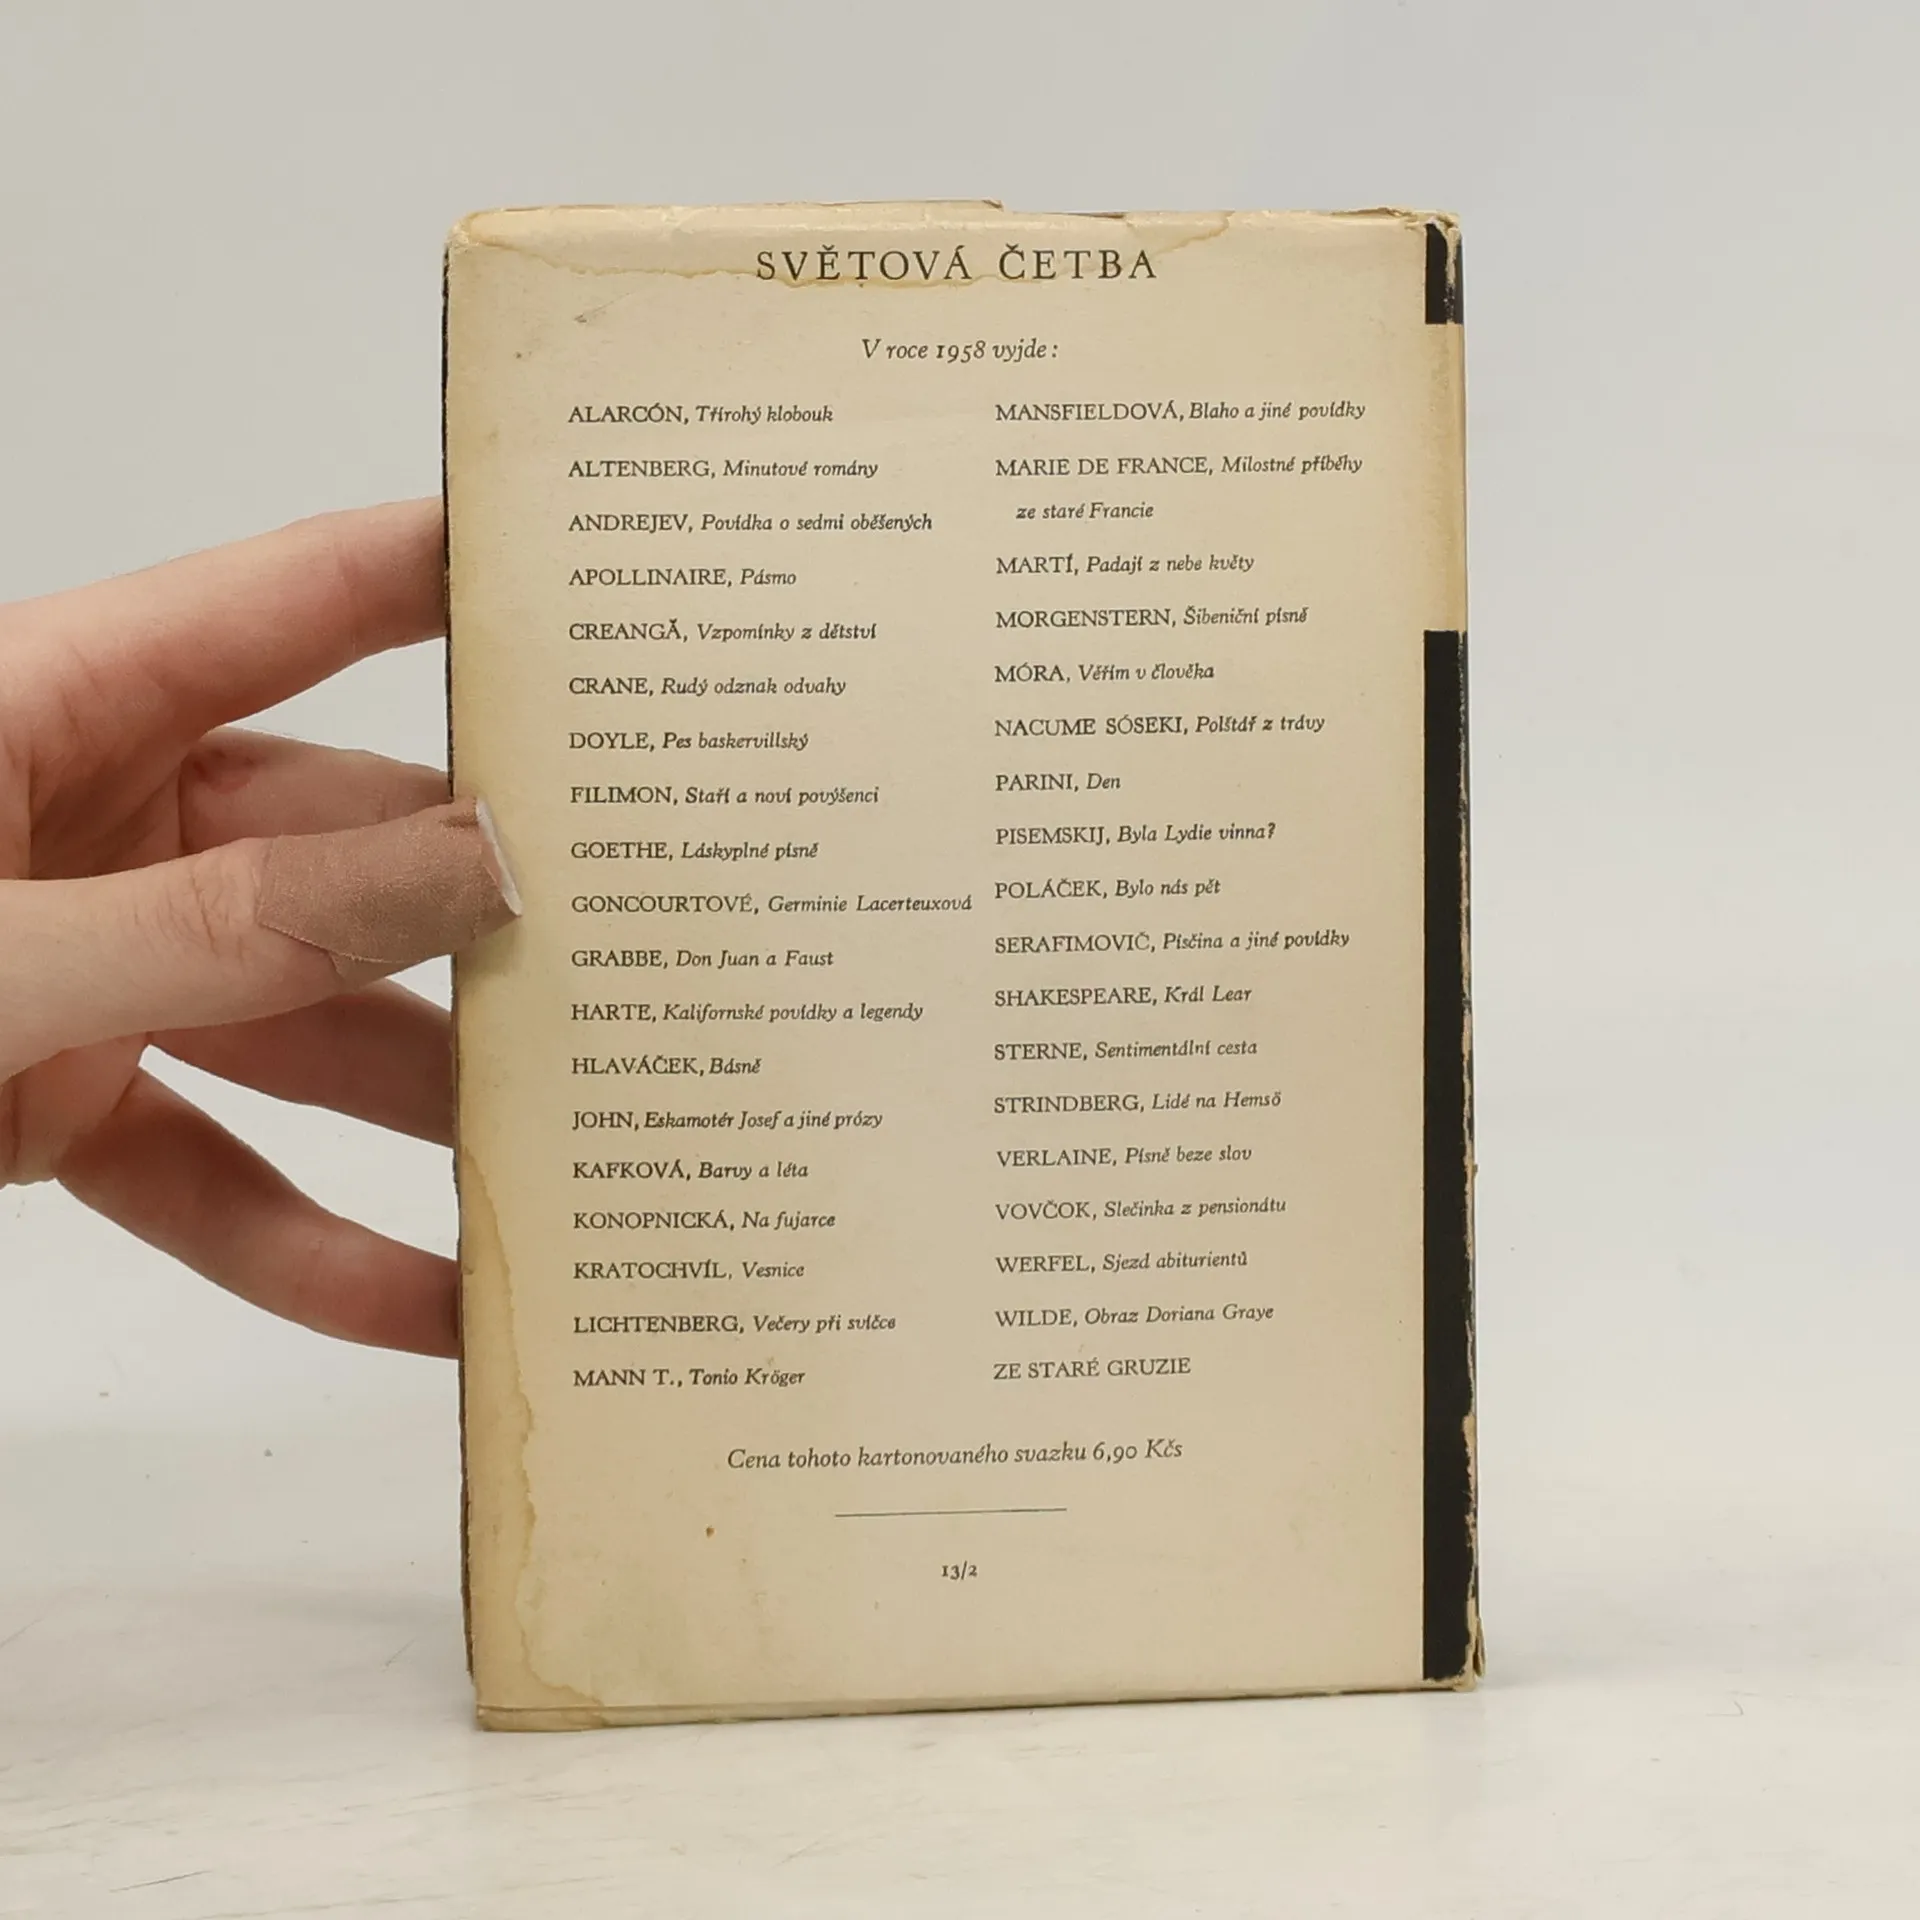 SVĚTOVÁ ČETBA
V roce 1958 vyjde:
ALARCÓN, Třírohý klobouk
ALTENBERG, Minutové romány
ANDREJEV, Povídka o sedmi oběšených
APOLLINAIRE, Pásmo
CREANGĂ, Vzpomínky z dětství
CRANE, Rudý odznak odvahy
DOYLE, Pes baskervillský
FILIMON, Staří a noví povýšenci
GOETHE, Láskyplné písně
GONCOURTOVÉ, Germinie Lacerteuxová
GRABBE, Don Juan a Faust
HARTE, Kalifornské povídky a legendy
HLAVÁČEK, Básně
JOHN, Eskamotér Josef a jiné prózy
KAFKOVÁ, Barvy a léta
KONOPNICKÁ, Na fujarce
KRATOCHVÍL, Vesnice
LICHTENBERG, Večery při svíčce
MANN T., Tonio Kröger
MANSFIELDOVÁ, Blaho a jiné povídky
MARIE DE FRANCE, Milostné příběhy
ze staré Francie
MARTÍ, Padají z nebe květy
MORGENSTERN, Šibeniční písně
MÓRA, Věřím v člověka
NACUME SÓSEKI, Polštář z trávy
PARINI, Den
PISEMSKIJ, Byla Lydie vinna?
POLÁČEK, Bylo nás pět
SERAFIMOVIČ, Písčina a jiné povídky
SHAKESPEARE, Král Lear
STERNE, Sentimentální cesta
STRINDBERG, Lidé na Hemsö
VERLAINE, Písně beze slov
VOVČOK, Slečinka z pensionátu
WERFEL, Sjezd abiturientů
WILDE, Obraz Doriana Graye
ZE STARÉ GRUZIE
Cena tohoto kartonovaného svazku 6,90 Kčs
13/2